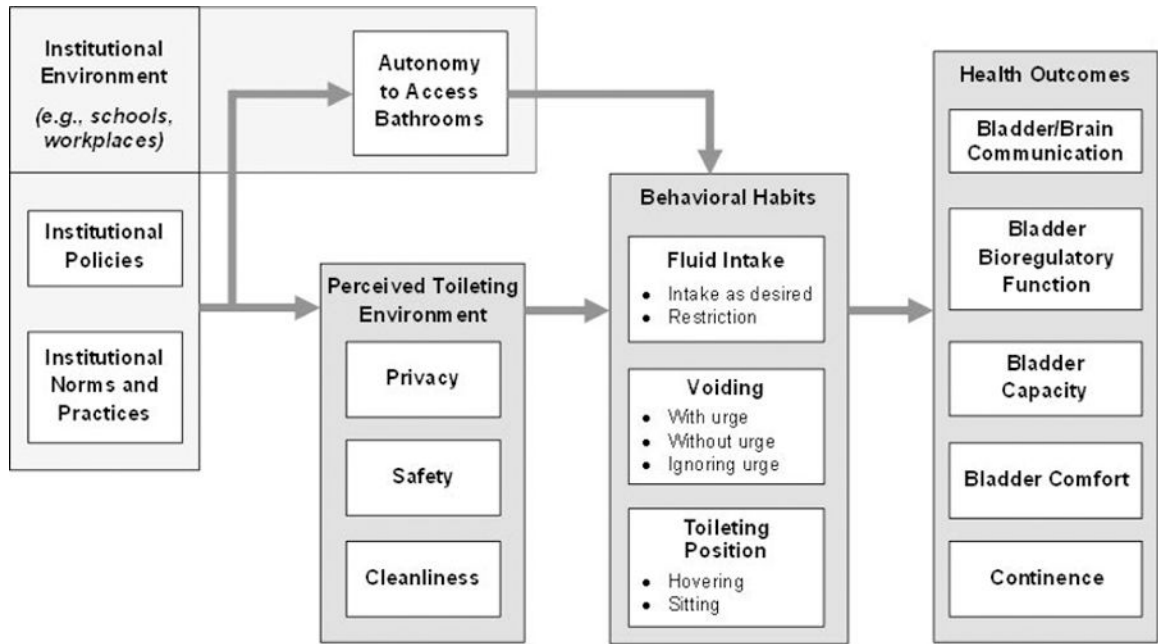 Institutional
Environment
(e.g., schools,
workplaces)
Institutional
Policies
Institutional
Norms and
Practices
Autonomy
to Access
Bathrooms
Perceived Toileting
Environment
Privacy
Safety
Cleanliness
Behavioral Habits
Fluid Intake
• Intake as desired
• Restriction
Voiding
• With urge
• Without urge
• Ignoring urge
Toileting
Position
• Hovering
• Sitting
Health Outcomes
Bladder/Brain
Communication
Bladder
Bioregulatory
Function
Bladder
Capacity
Bladder Comfort
Continence